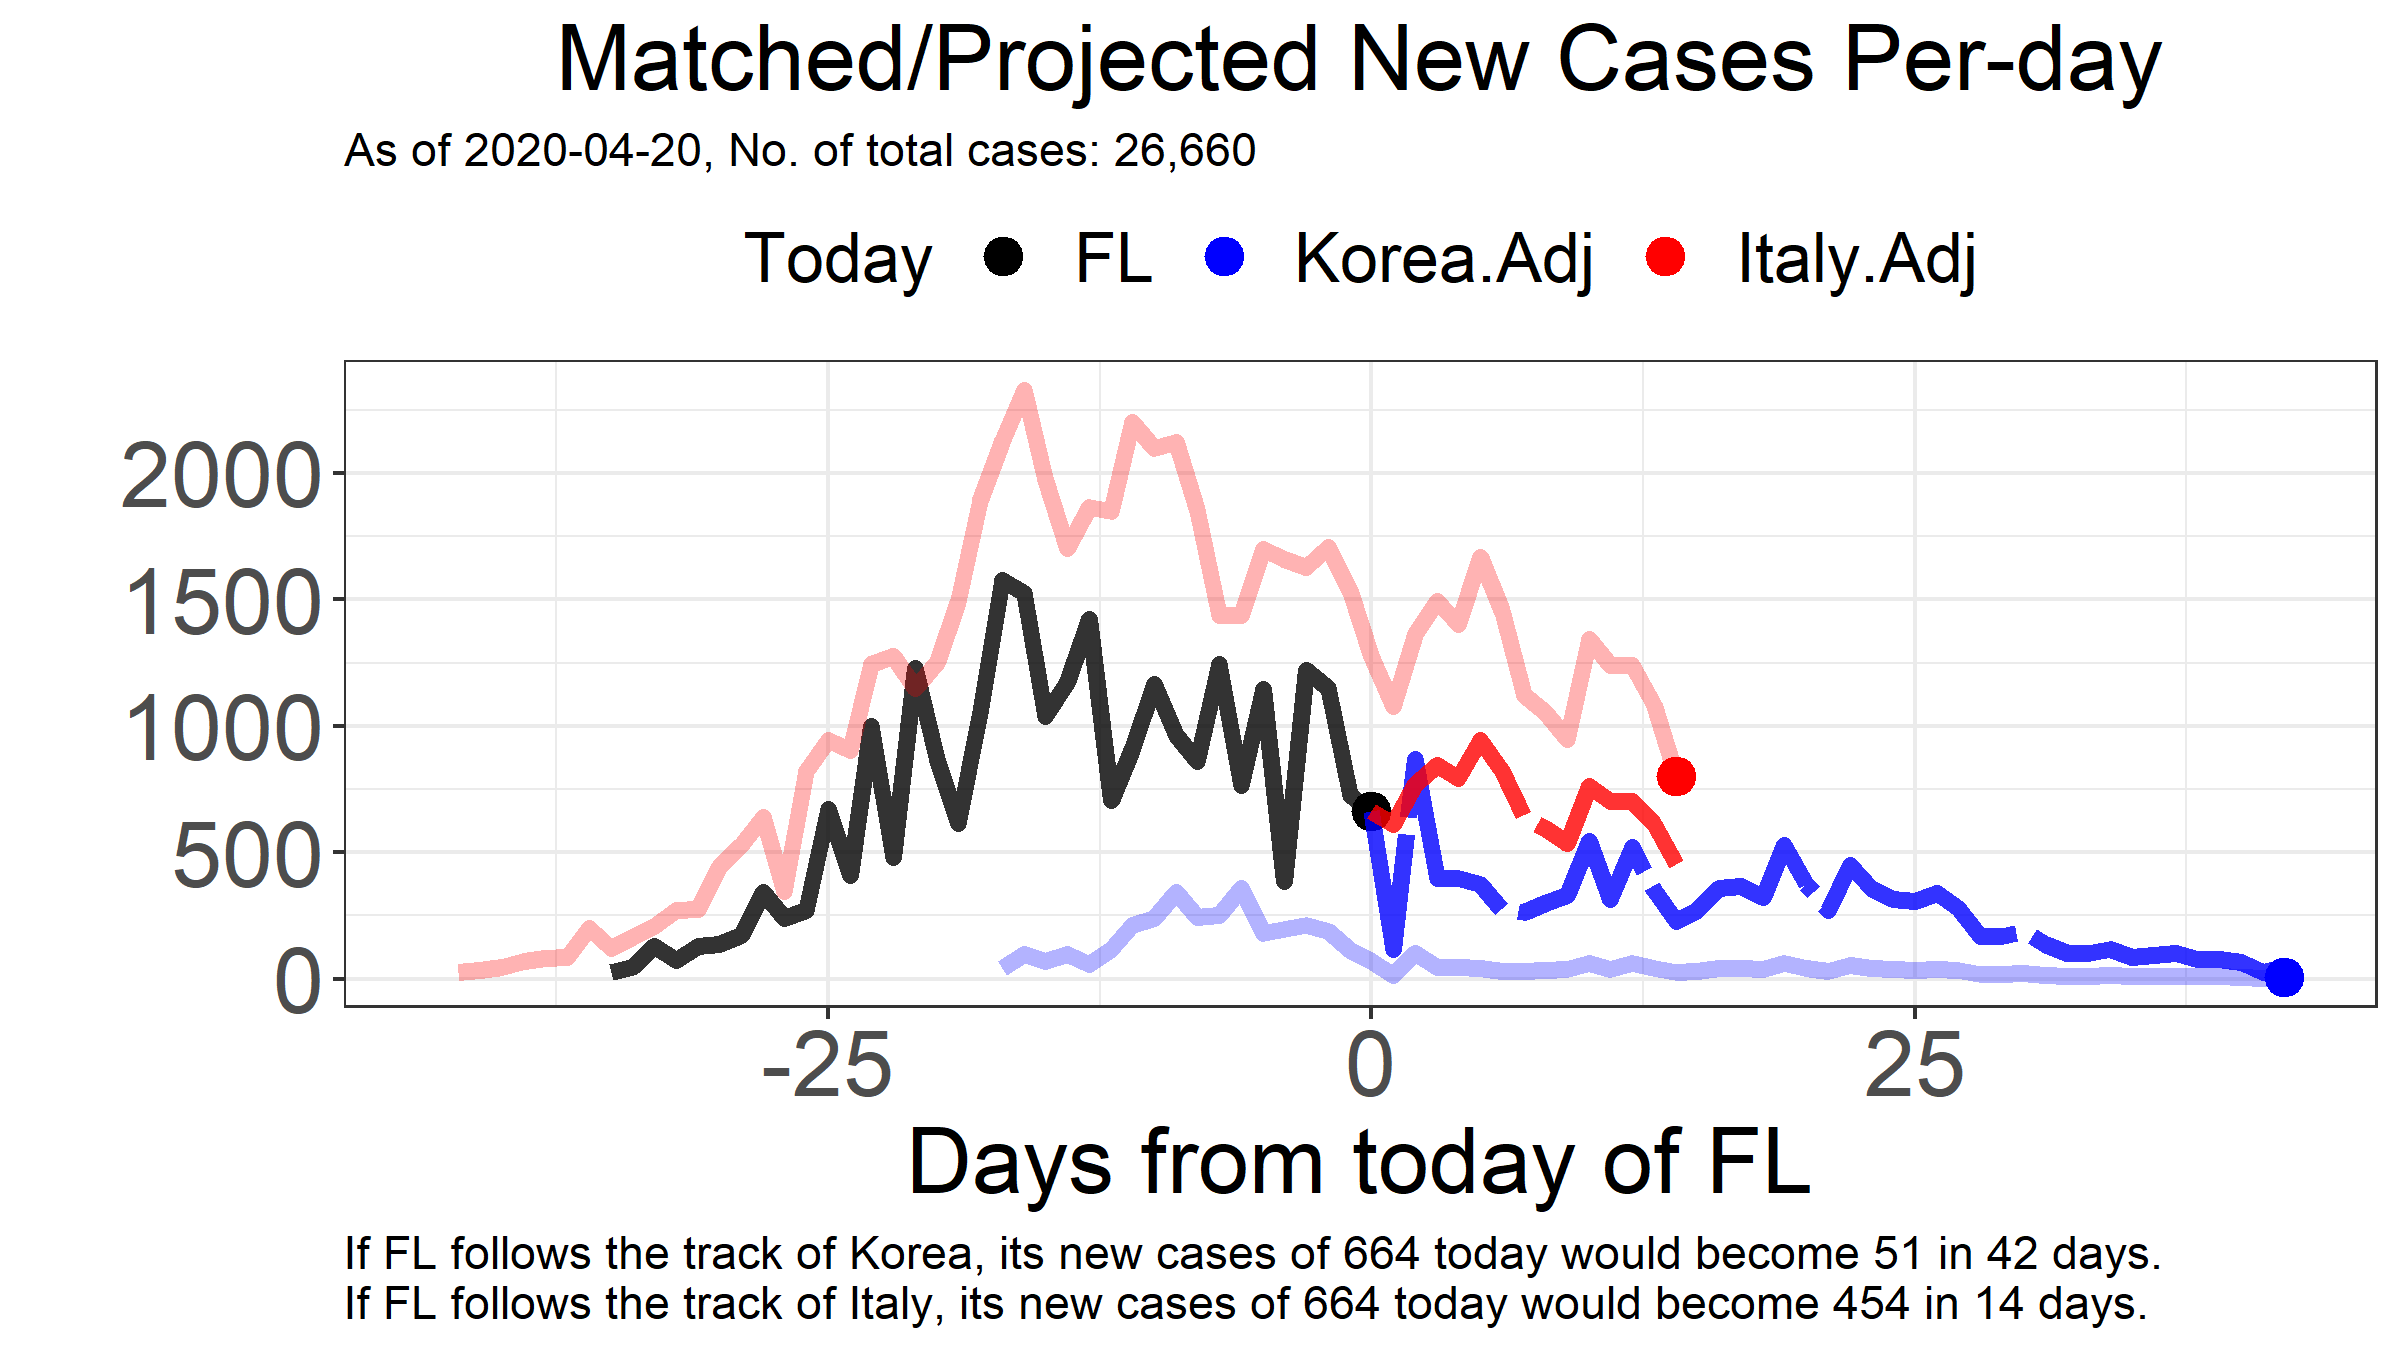 Matched/Projected New Cases Per-day
As of 2020-04-20, No. of total cases: 26,660
Today FL Korea.Adj Italy.Adj
2000
1500
1000
500
0
-25 0 25
Days from today of FL
If FL follows the track of Korea, its new cases of 664 today would become 51 in 42 days.
If FL follows the track of Italy, its new cases of 664 today would become 454 in 14 days.